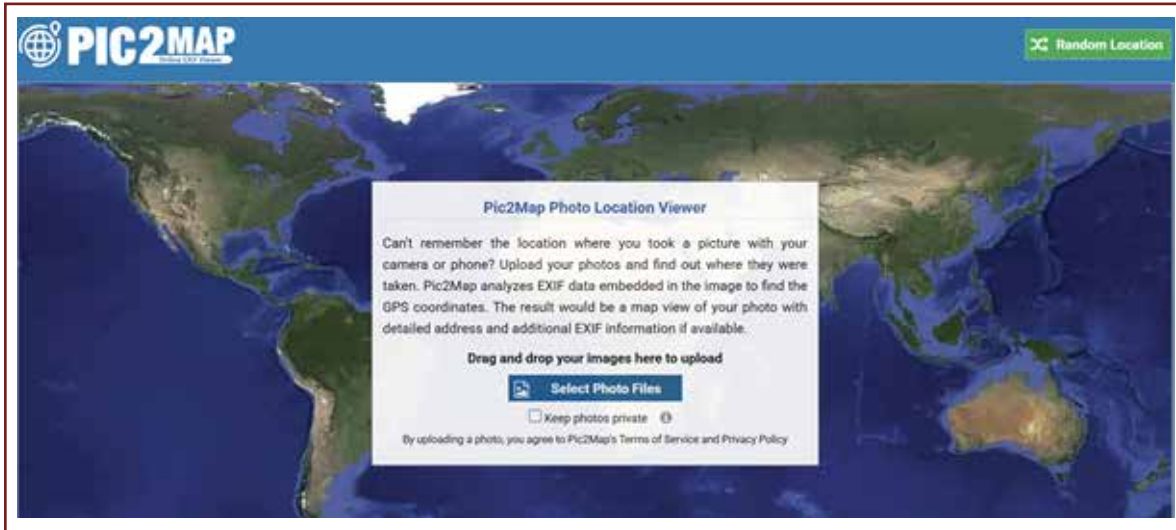 PIC2MAP
Online EXIF Viewer
Random Location
Pic2Map Photo Location Viewer
Can't remember the location where you took a picture with your
camera or phone? Upload your photos and find out where they were
taken. Pic2Map analyzes EXIF data embedded in the image to find the
GPS coordinates. The result would be a map view of your photo with
detailed address and additional EXIF information if available.
Drag and drop your images here to upload
Select Photo Files
Keep photos private
By uploading a photo, you agree to Pic2Map's Terms of Service and Privacy Policy